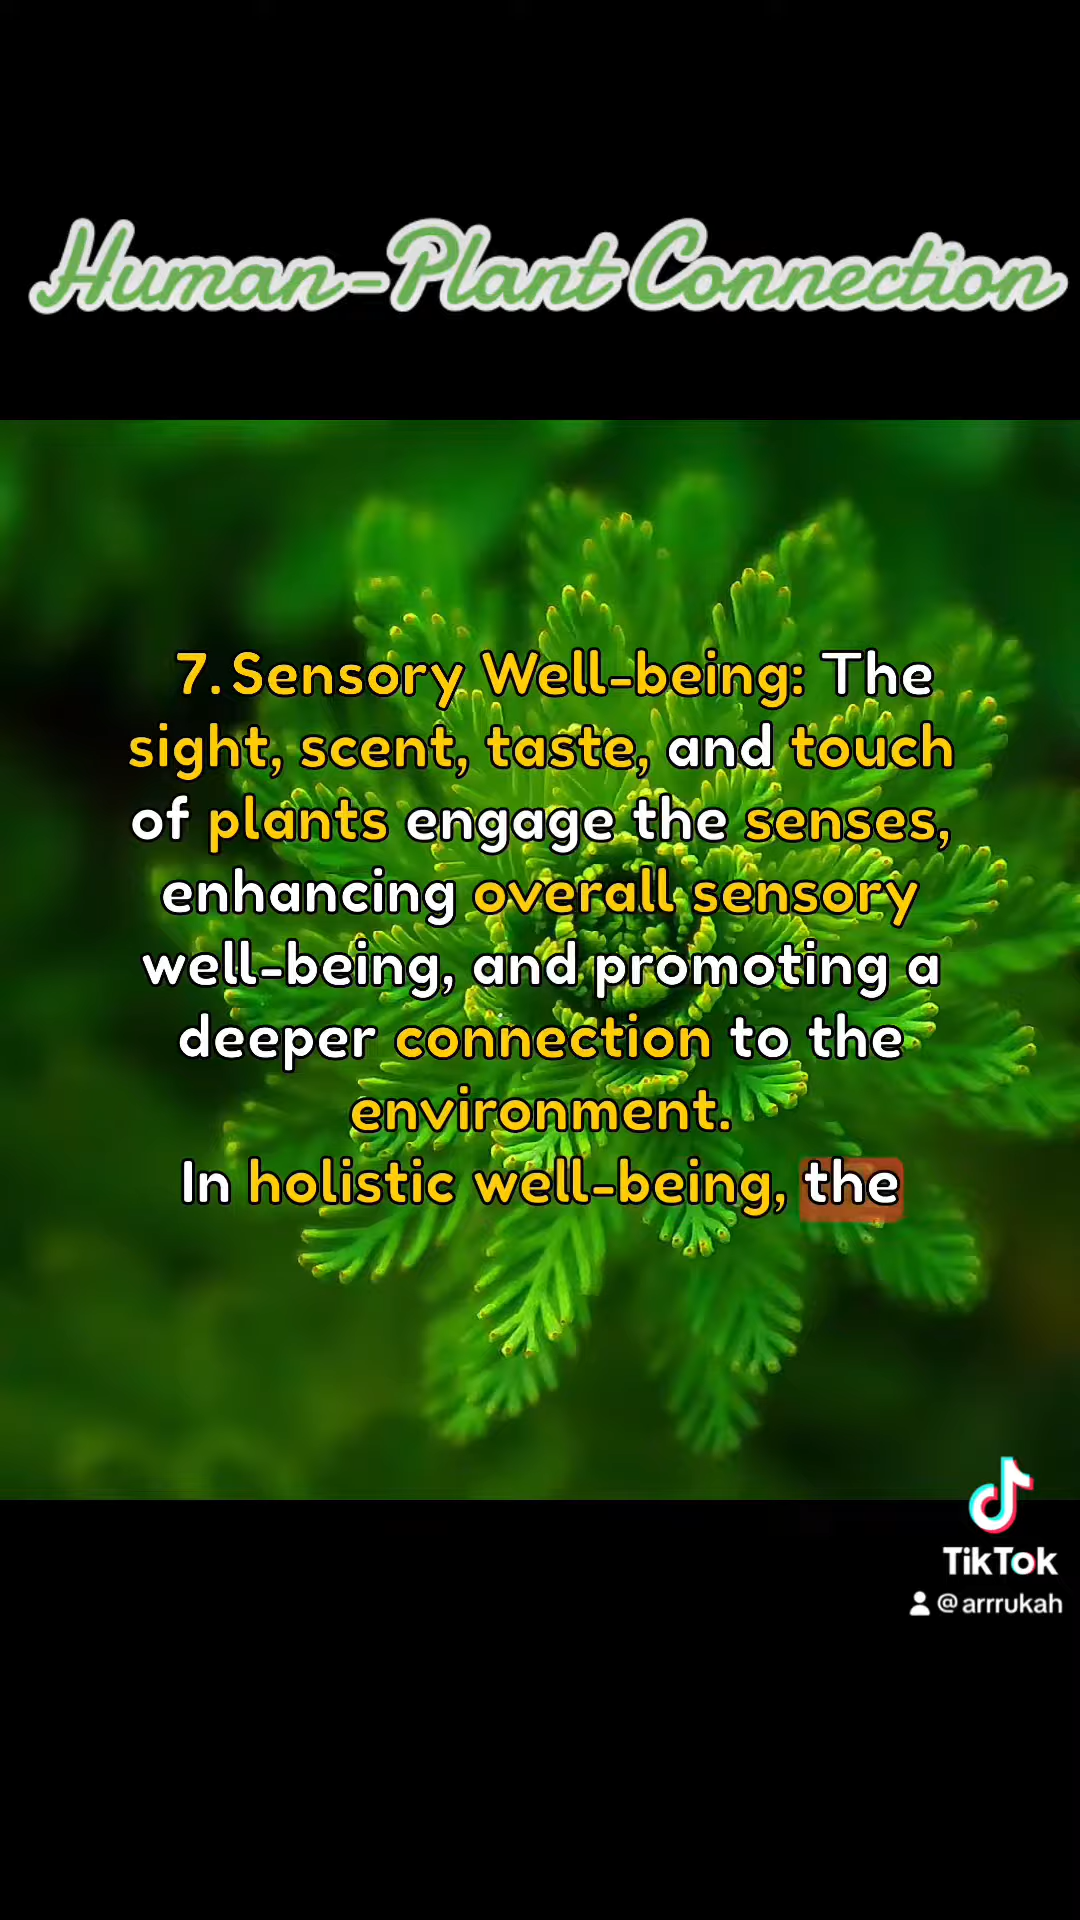 Human-Plant Connection
7. Sensory Well-being: The
sight, scent, taste, and touch
of plants engage the senses,
enhancing overall sensory
well-being, and promoting a
deeper connection to the
environment.
In holistic well-being, the
TikTok
@arrrukah